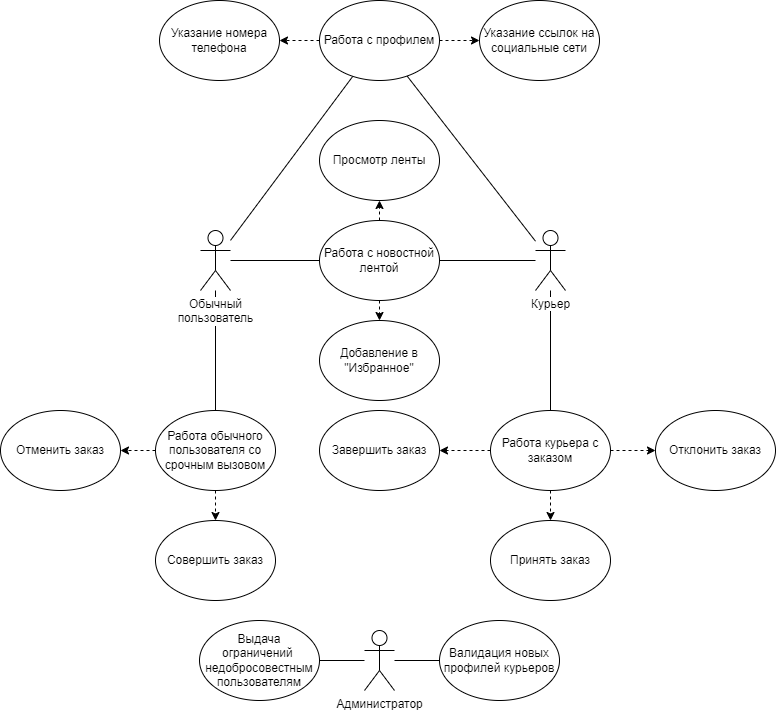 Указание номера
телефона
Работа с профилем
Указание ссылок на
социальные сети
Просмотр ленты
Работа с новостной
лентой
Обычный
пользователь
Курьер
Добавление в
"Избранное"
Отменить заказ
Работа обычного
пользователя со
срочным вызовом
Завершить заказ
Работа курьера с
заказом
Отклонить заказ
Совершить заказ
Принять заказ
Выдача
ограничений
недобросовестным
пользователям
Валидация новых
профилей курьеров
Администратор